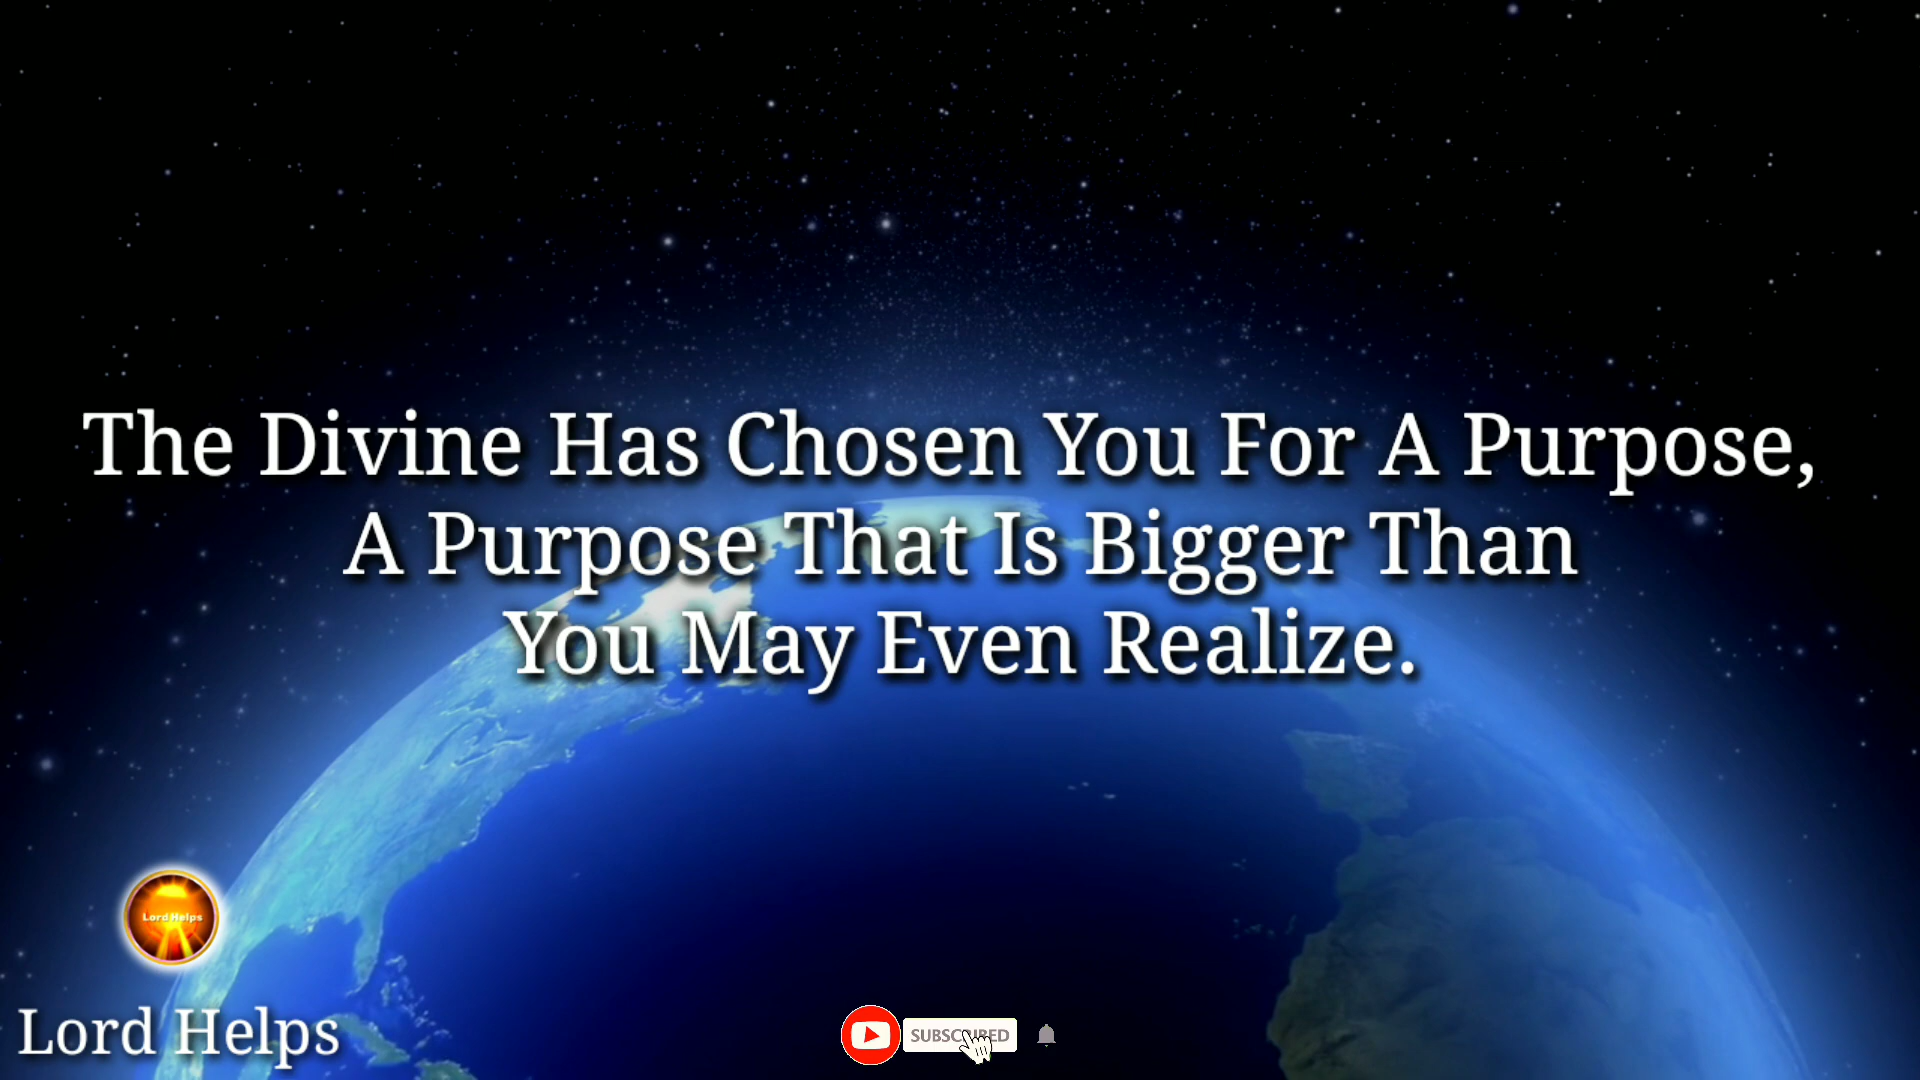 The Divine Has Chosen You For A Purpose,
A Purpose That Is Bigger Than
You May Even Realize.
Lord Helps
Lord Helps
SUBSCRIBED